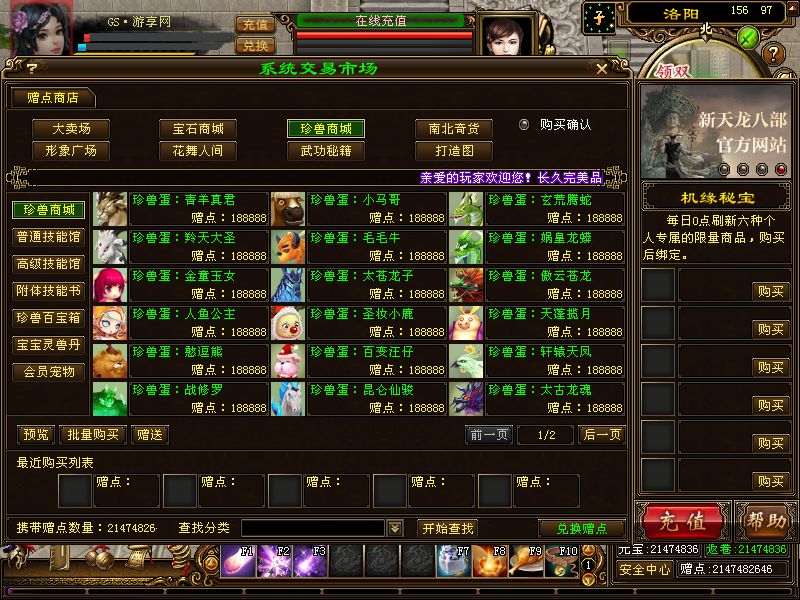 GS·游享网
充值
兑换
在线充值
子
洛阳
156 97
北
领双
系统交易市场
赠点商店
大卖场
宝石商城
珍兽商城
南北奇货
购买确认
形象广场
花舞人间
武功秘籍
打造图
亲爱的玩家欢迎您！长久完美品
珍兽商城
普通技能馆
高级技能馆
附体技能书
珍兽百宝箱
宝宝灵兽丹
会员宠物
珍兽蛋：青羊真君
赠点：188888
珍兽蛋：小马哥
赠点：188888
珍兽蛋：玄荒腾蛇
赠点：188888
珍兽蛋：羚天大圣
赠点：188888
珍兽蛋：毛毛牛
赠点：188888
珍兽蛋：娲皇龙蟒
赠点：188888
珍兽蛋：金童玉女
赠点：188888
珍兽蛋：太苍龙子
赠点：188888
珍兽蛋：傲云苍龙
赠点：188888
珍兽蛋：人鱼公主
赠点：188888
珍兽蛋：圣妆小鹿
赠点：188888
珍兽蛋：天蓬揽月
赠点：188888
珍兽蛋：憨逗熊
赠点：188888
珍兽蛋：百变汪仔
赠点：188888
珍兽蛋：轩辕天凤
赠点：188888
珍兽蛋：战修罗
赠点：188888
珍兽蛋：昆仑仙骏
赠点：188888
珍兽蛋：太古龙魂
赠点：188888
预览
批量购买
赠送
前一页
1/2
后一页
最近购买列表
赠点：
赠点：
赠点：
赠点：
赠点：
携带赠点数量：21474826
查找分类
开始查找
兑换赠点
新天龙八部
官方网站
机缘秘宝
每日0点刷新六种个
人专属的限量商品，购买
后绑定。
购买
购买
购买
购买
购买
购买
充值
帮助
F1
F2
F3
F7
F8
F9
F10
1
元宝：21474836
返卷：21474836
安全中心
赠点：2147482646